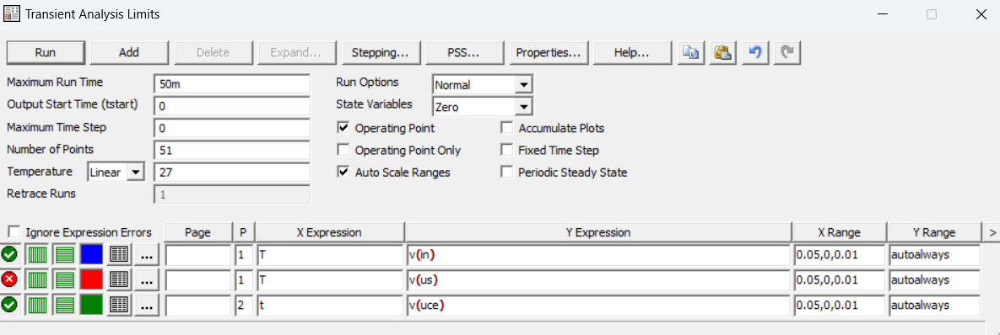 Transient Analysis Limits
Run Add Delete Expand... Stepping... PSS... Properties... Help...
Maximum Run Time 50m Run Options Normal
Output Start Time (tstart) 0 State Variables Zero
Maximum Time Step 0 Operating Point Accumulate Plots
Number of Points 51 Operating Point Only Fixed Time Step
Temperature Linear 27 Auto Scale Ranges Periodic Steady State
Retrace Runs 1
Ignore Expression Errors Page P X Expression Y Expression X Range Y Range >
... 1 T v(in) 0.05,0,0.01 autoalways
... 1 T v(us) 0.05,0,0.01 autoalways
... 2 t v(uce) 0.05,0,0.01 autoalways